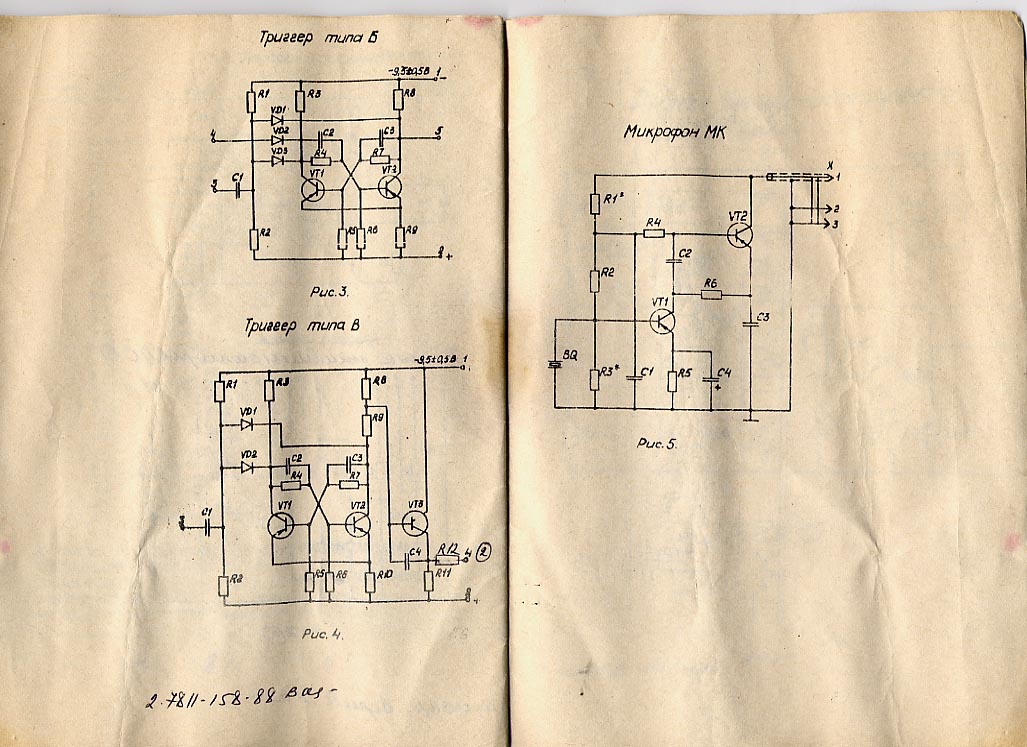 Триггер типа Б
-9,5±0,5В 1
-
R1
R3
R8
VD1
VD2
VD3
4
C2
C3
5
R4
R7
C1
3
VT1
VT2
R2
R5
R6
R9
2
+
Рис. 3.
Триггер типа В
-9,5±0,5В 1
R1
R3
R8
VD1
R9
VD2
C2
C3
R4
R7
VT1
VT2
VT3
C1
C4
R12
4
2
R2
R5
R6
R10
R11
Рис. 4.
2.7811-158-88
Микрофон МК
X
1
R1*
2
3
R4
VT2
C2
R2
R6
VT1
C3
BQ
R3*
C1
R5
C4
+
Рис. 5.